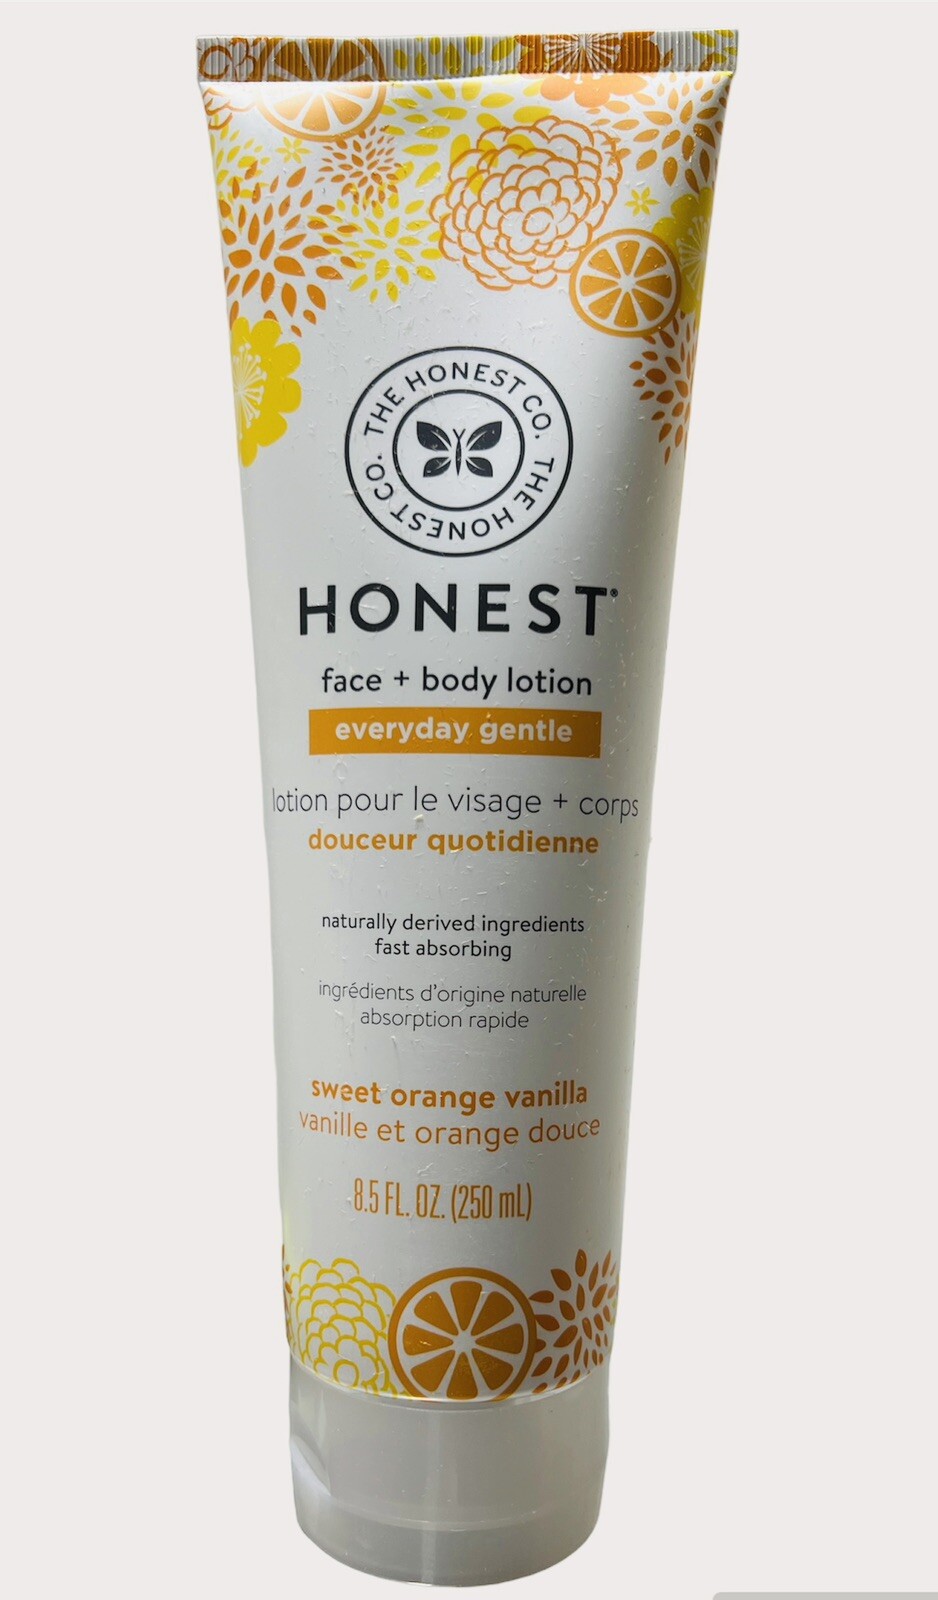 THE HONEST CO. THE HONEST CO.
HONEST®
face + body lotion
everyday gentle
lotion pour le visage + corps
douceur quotidienne
naturally derived ingredients
fast absorbing
ingrédients d'origine naturelle
absorption rapide
sweet orange vanilla
vanille et orange douce
8.5 FL. OZ. (250 mL)